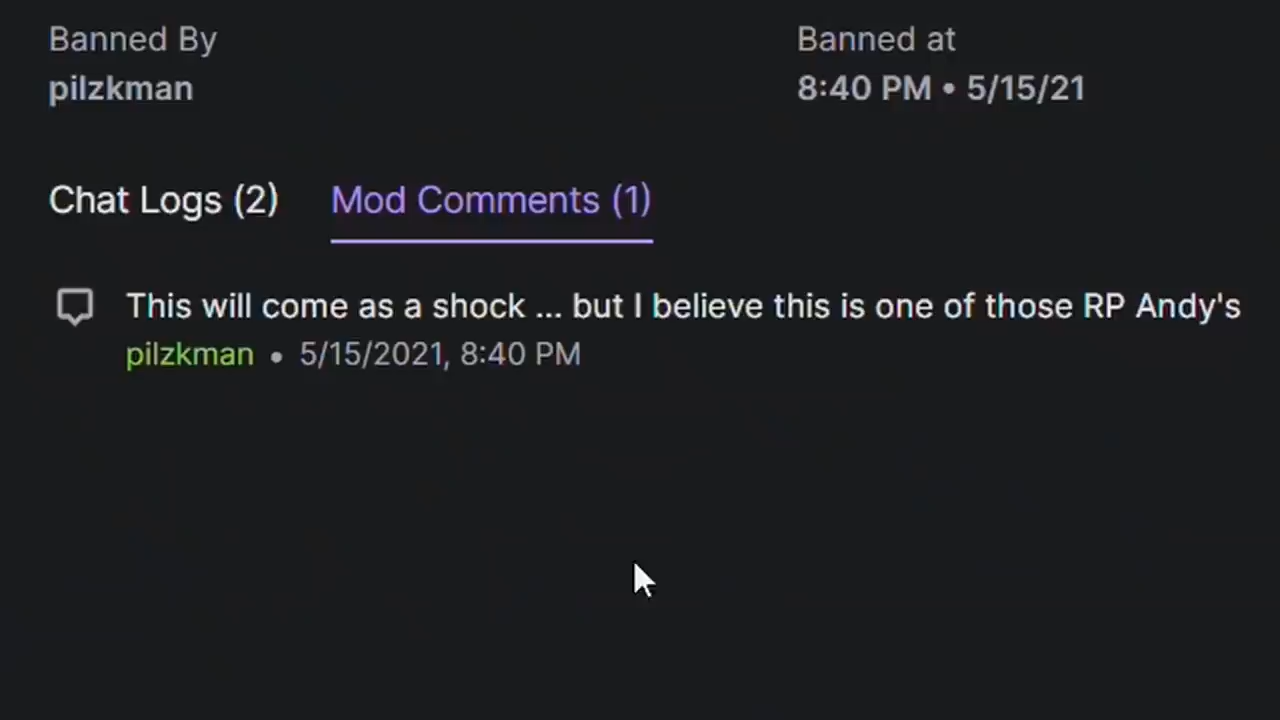 Banned By
Banned at
pilzkman
8:40 PM • 5/15/21
Chat Logs (2)
Mod Comments (1)
This will come as a shock ... but I believe this is one of those RP Andy's
pilzkman • 5/15/2021, 8:40 PM